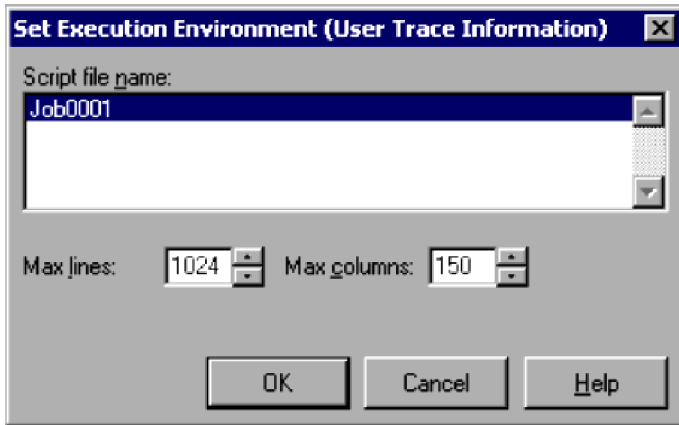 Set Execution Environment (User Trace Information)
Script file name:
Job0001
Max lines: 1024 Max columns: 150
OK Cancel Help